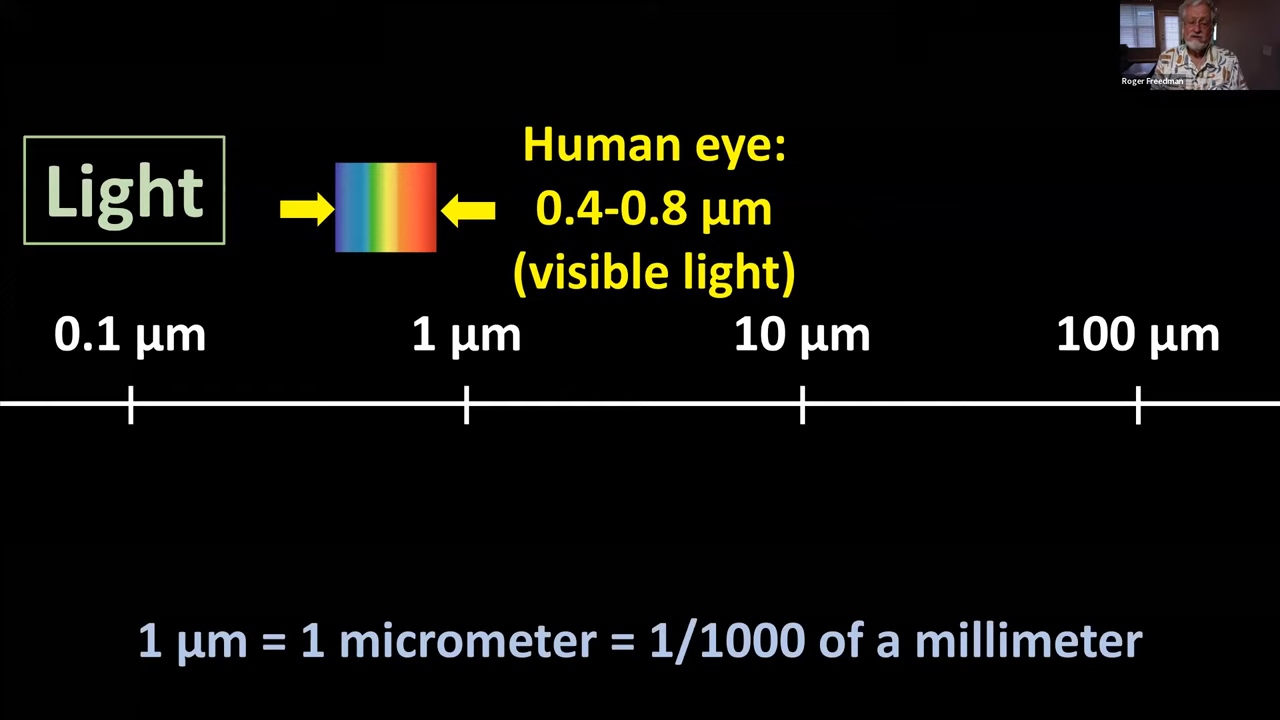 Roger Freedman
Light
Human eye:
0.4-0.8 µm
(visible light)
0.1 µm
1 µm
10 µm
100 µm
1 µm = 1 micrometer = 1/1000 of a millimeter